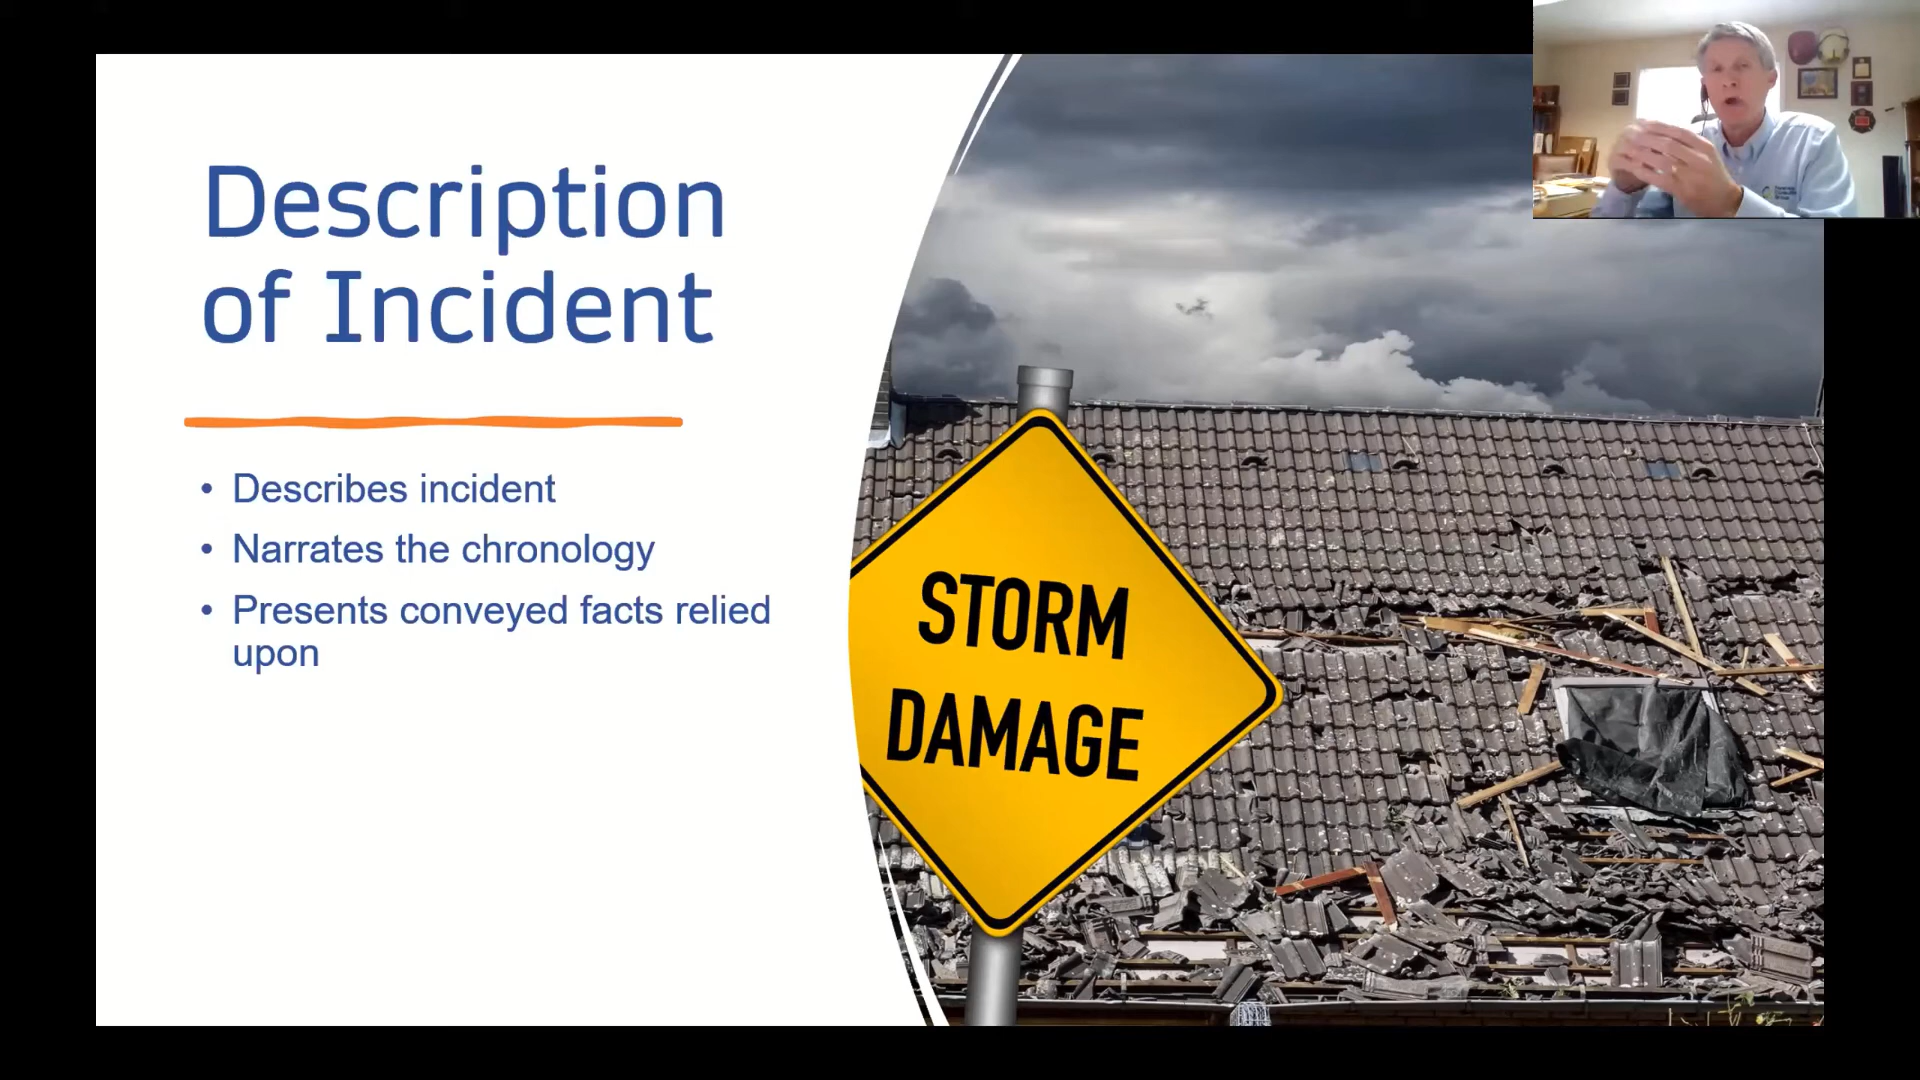 Description
of Incident
• Describes incident
• Narrates the chronology
• Presents conveyed facts relied
upon
STORM
DAMAGE